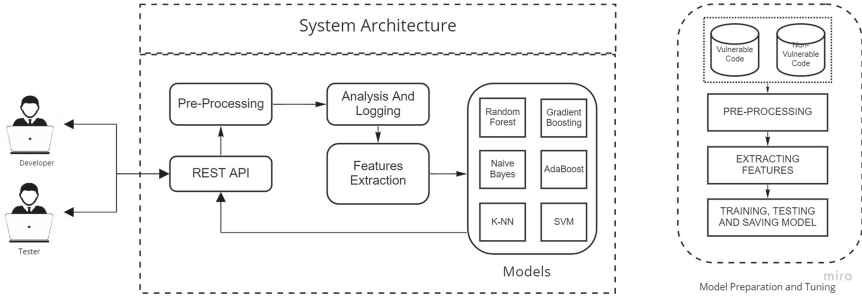 System Architecture
Pre-Processing
Analysis And
Logging
REST API
Features
Extraction
Random
Forest
Gradient
Boosting
Naive
Bayes
AdaBoost
K-NN
SVM
Models
Developer
Tester
Vulnerable
Code
Non-
Vulnerable
Code
PRE-PROCESSING
EXTRACTING
FEATURES
TRAINING, TESTING
AND SAVING MODEL
miro
Model Preparation and Tuning